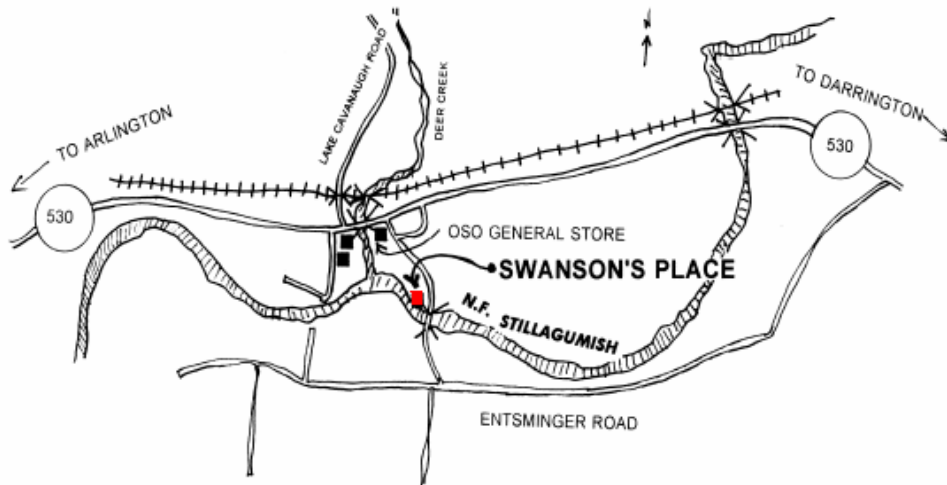 N
LAKE CAVANAUGH ROAD
DEER CREEK
TO DARRINGTON
TO ARLINGTON
530
530
OSO GENERAL STORE
SWANSON'S PLACE
N.F. STILLAGUMISH
ENTSMINGER ROAD